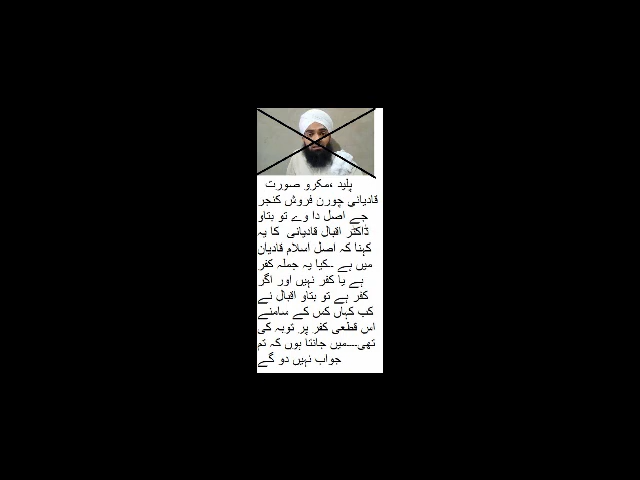 پلید ،مکرو صورت
قادیانی چورن فروش کنجر
جے اصل دا وے تو بتاو
ڈاکٹر اقبال قادیانی کا یہ
کہنا کہ اصل اسلام قادیان
میں ہے ..کیا یہ جملہ کفر
ہے یا کفر نہیں اور اگر
کفر ہے تو بتاو اقبال نے
کب کہاں کس کے سامنے
اس قطعی کفر پر توبہ کی
تھی....میں جانتا ہوں کہ تم
جواب نہیں دو گے